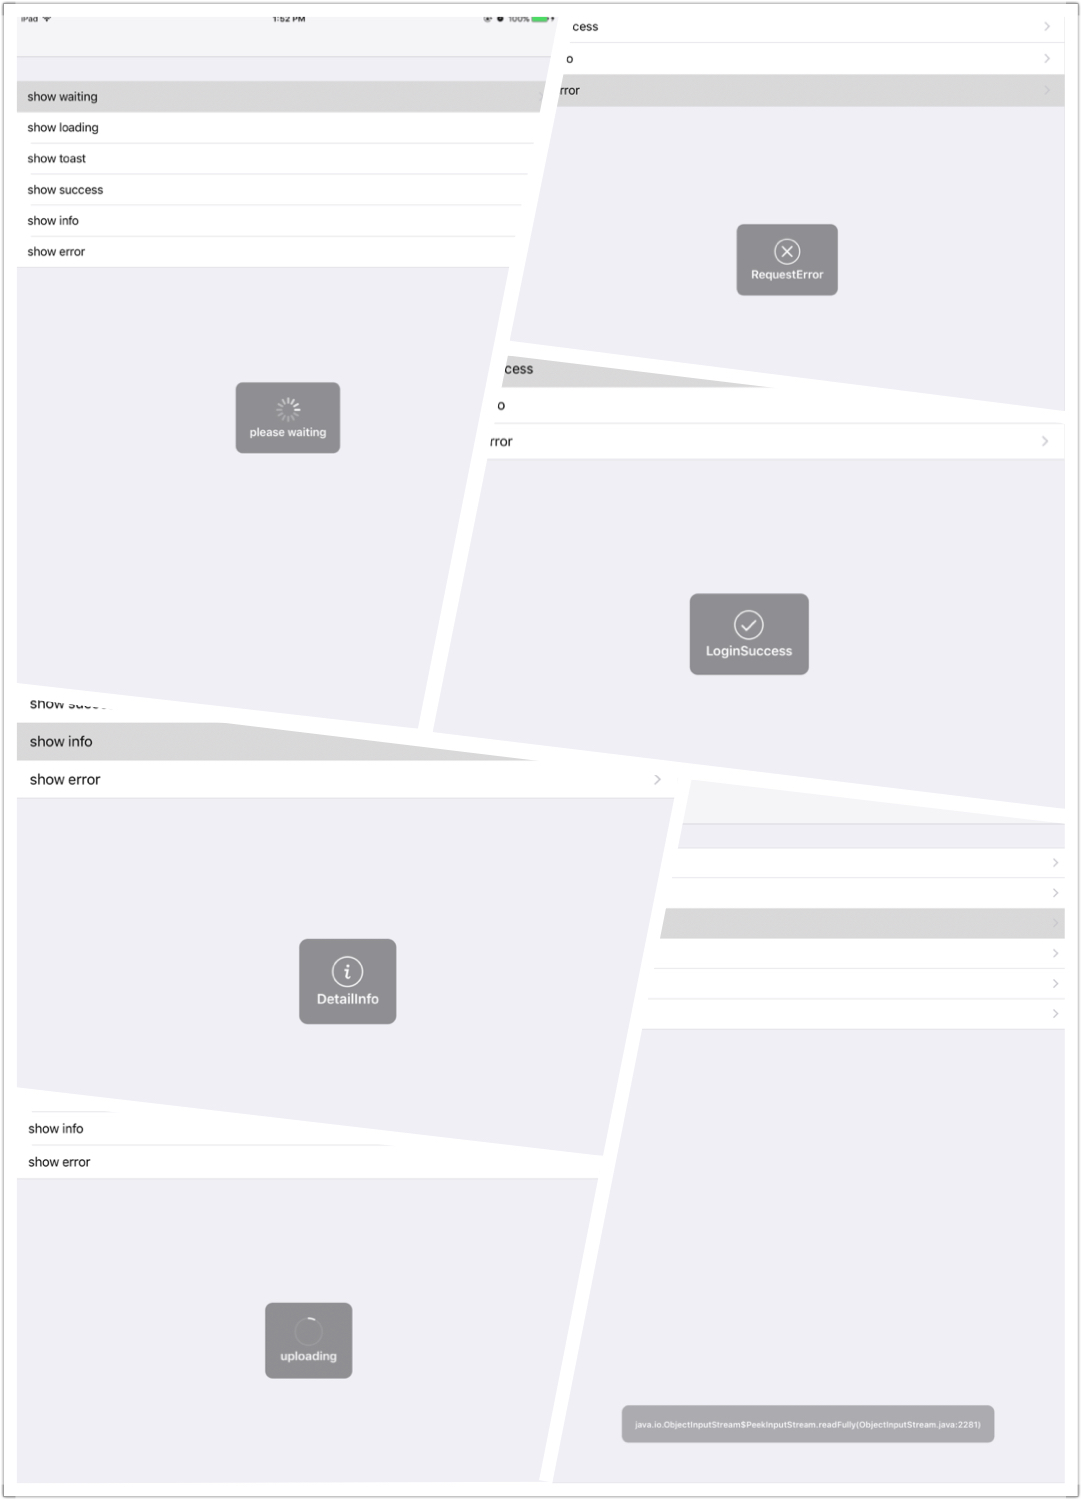 iPad 1:52 PM 100%
show waiting
show loading
show toast
show success
show info
show error
please waiting
cess
o
rror
RequestError
cess
o
rror
LoginSuccess
show succe
show info
show error
DetailInfo
show info
show error
uploading
java.io.ObjectInputStream$PeekInputStream.readFully(ObjectInputStream.java:2281)